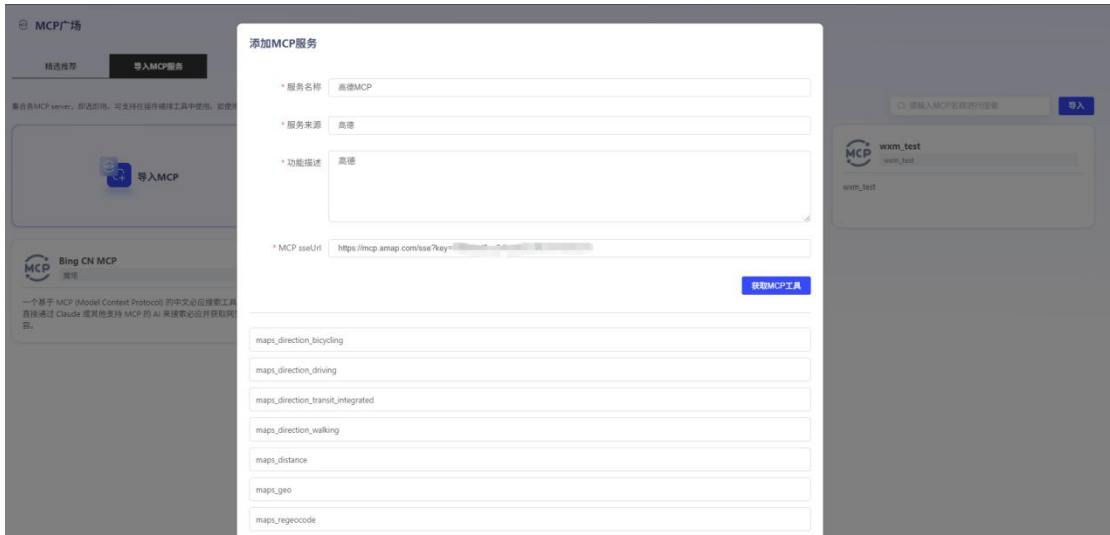 MCP广场
精选推荐
导入MCP服务
集合各MCP server，即选即用，可支持在插件编排工具中使用。如使用
请输入MCP名称进行搜索
导入
导入MCP
wxm_test
wxm_test
wxm_test
Bing CN MCP
魔塔
一个基于 MCP (Model Context Protocol) 的中文必应搜索工具
直接通过 Claude 或其他支持 MCP 的 AI 来搜索必应并获取网
容。
添加MCP服务
* 服务名称 高德MCP
* 服务来源 高德
* 功能描述 高德
* MCP sseUrl https://mcp.amap.com/sse?key=
获取MCP工具
maps_direction_bicycling
maps_direction_driving
maps_direction_transit_integrated
maps_direction_walking
maps_distance
maps_geo
maps_regeocode